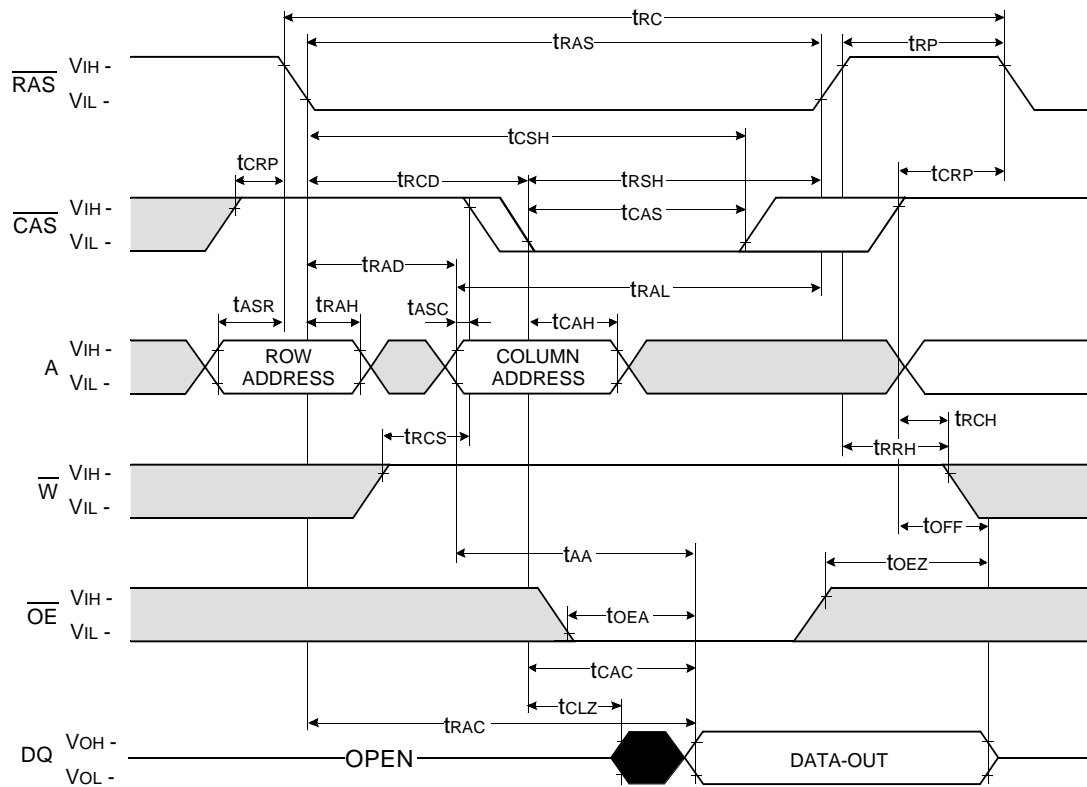 tRC
tRAS
tRP
RAS
VIH -
VIL -
tCSH
tCRP
tRCD
tRSH
tCRP
CAS
VIH -
VIL -
tCAS
tRAD
tRAL
tASR
tRAH
tASC
tCAH
A
VIH -
VIL -
ROW
ADDRESS
COLUMN
ADDRESS
tRCS
tRCH
tRRH
W
VIH -
VIL -
tOFF
tAA
tOEZ
OE
VIH -
VIL -
tOEA
tCAC
tCLZ
tRAC
DQ
VOH -
VOL -
OPEN
DATA-OUT